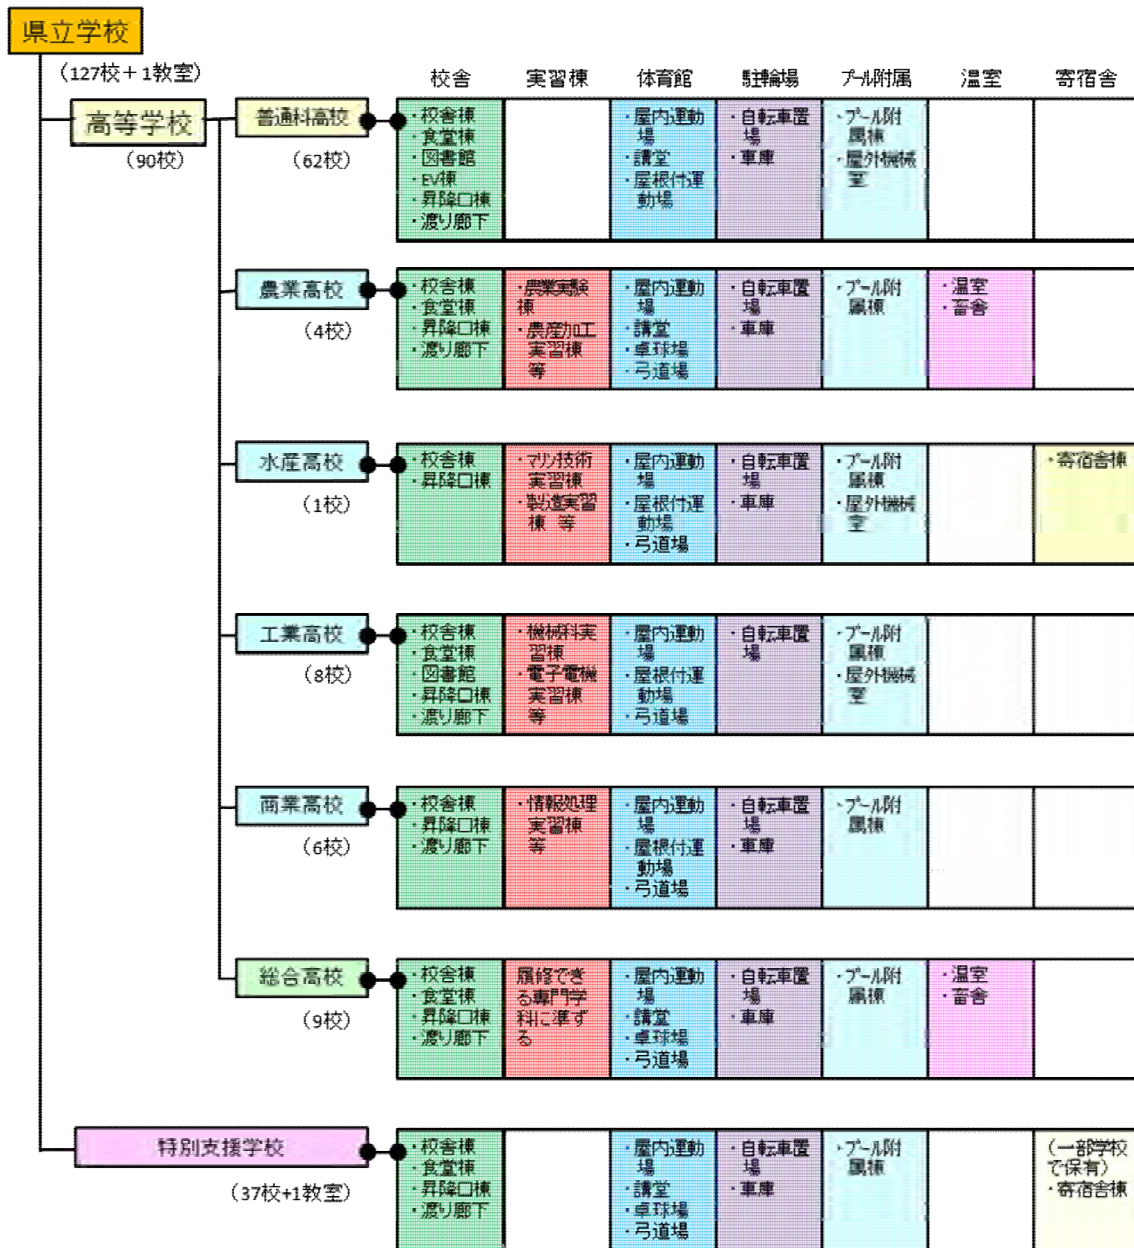 県立学校
（127校＋1教室）
校舎 実習棟 体育館 駐輪場 プール附属 温室 寄宿舎
高等学校
（90校）
普通科高校
（62校）
・校舎棟
・食堂棟
・図書館
・EV棟
・昇降口棟
・渡り廊下
・屋内運動
場
・講堂
・屋根付運
動場
・自転車置
場
・車庫
・プール附
属棟
・屋外機械
室
農業高校
（4校）
・校舎棟
・食堂棟
・昇降口棟
・渡り廊下
・農業実験
棟
・農産加工
実習棟
等
・屋内運動
場
・講堂
・卓球場
・弓道場
・自転車置
場
・車庫
・プール附
属棟
・温室
・畜舎
水産高校
（1校）
・校舎棟
・昇降口棟
・マリン技術
実習棟
・製造実習
棟 等
・屋内運動
場
・屋根付運
動場
・弓道場
・自転車置
場
・車庫
・プール附
属棟
・屋外機械
室
・寄宿舎棟
工業高校
（8校）
・校舎棟
・食堂棟
・図書館
・昇降口棟
・渡り廊下
・機械科実
習棟
・電子電機
実習棟
等
・屋内運動
場
・屋根付運
動場
・弓道場
・自転車置
場
・プール附
属棟
・屋外機械
室
商業高校
（6校）
・校舎棟
・昇降口棟
・渡り廊下
・情報処理
実習棟
等
・屋内運動
場
・屋根付運
動場
・弓道場
・自転車置
場
・車庫
・プール附
属棟
総合高校
（9校）
・校舎棟
・食堂棟
・昇降口棟
・渡り廊下
履修でき
る専門学
科に準ず
る
・屋内運動
場
・講堂
・卓球場
・弓道場
・自転車置
場
・車庫
・プール附
属棟
・温室
・畜舎
特別支援学校
（37校+1教室）
・校舎棟
・食堂棟
・昇降口棟
・渡り廊下
・屋内運動
場
・講堂
・卓球場
・弓道場
・自転車置
場
・車庫
・プール附
属棟
（一部学校
で保有）
・寄宿舎棟